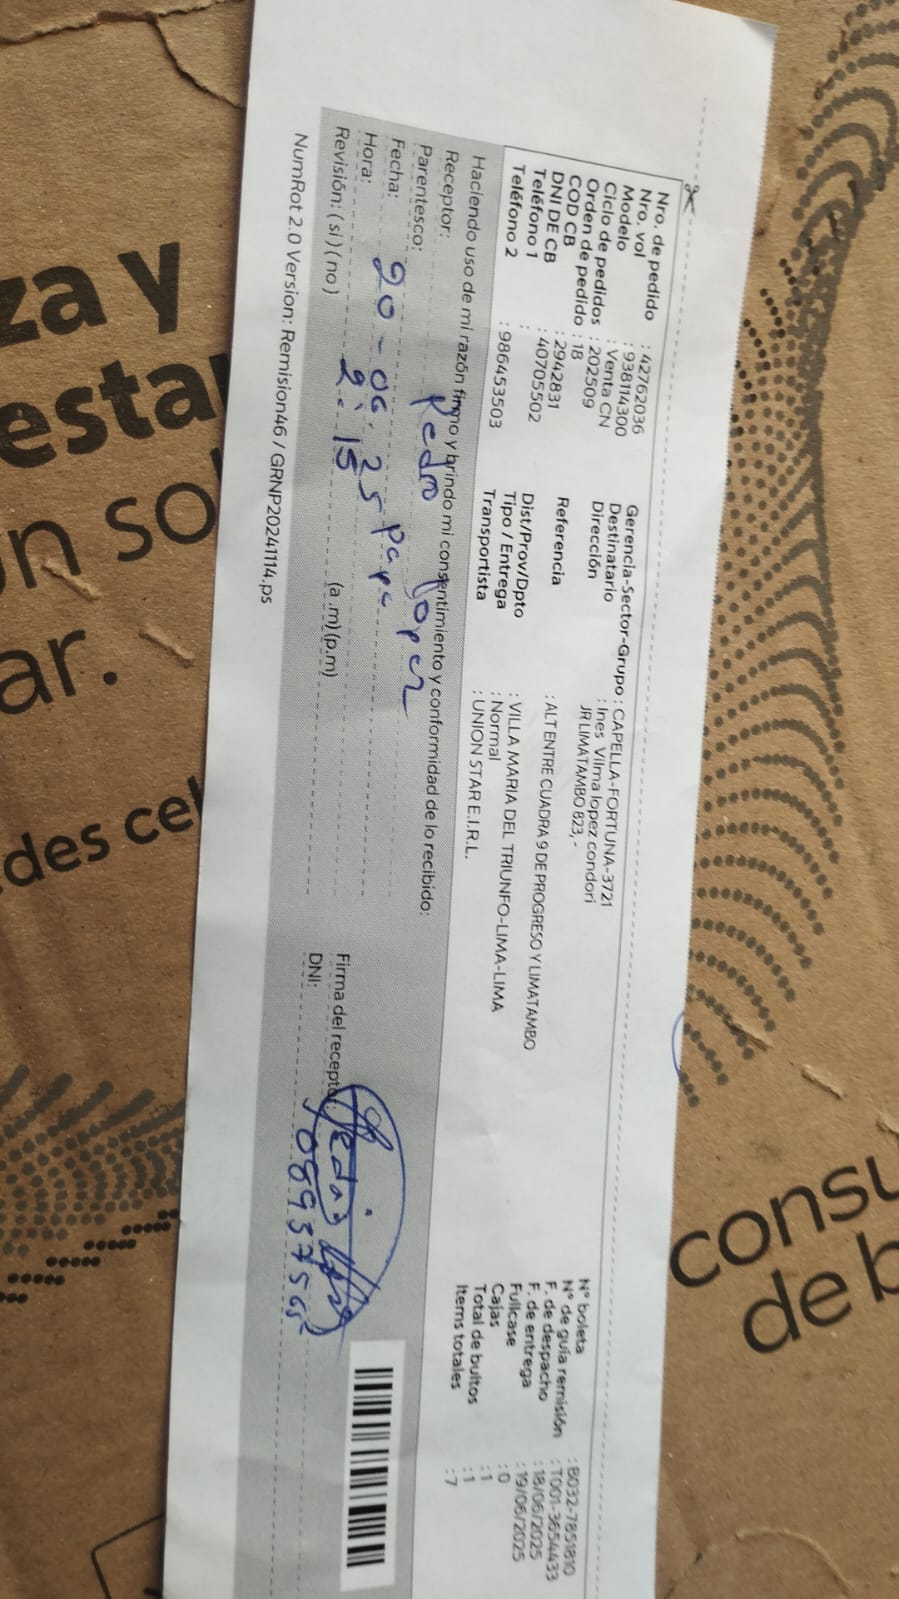 Nro. de pedido : 42762036
Nro. vol : 938114300
Modelo : Venta CN
Ciclo de pedidos : 202509
Orden de pedido : 18
COD CB : 2942831
DNI DE CB : 40705502
Teléfono 1 :
Teléfono 2 : 986453503
Gerencia-Sector-Grupo : CAPELLA-FORTUNA-3721
Destinatario : Ines Vilma lopez condori
Dirección JR LIMATAMBO 823,-
Referencia : ALT ENTRE CUADRA 9 DE PROGRESO Y LIMATAMBO
Dist/Prov/Dpto : VILLA MARIA DEL TRIUNFO-LIMA-LIMA
Tipo / Entrega : Normal
Transportista : UNION STAR E.I.R.L.
N° boleta : B032-7851810
N° de guía remisión : T001-3654433
F. de despacho : 18/06/2025
F. de entrega : 19/06/2025
Fullcase : 0
Cajas : 1
Total de bultos : 1
Items totales : 7
Haciendo uso de mi razón firmo y brindo mi consentimiento y conformidad de lo recibido:
Receptor: Pedro Lopez
Parentesco: Papa
Fecha: 20-06-25
Hora: 2:15 (a.m)(p.m)
Revisión: (si) (no)
Firma del receptor:
DNI:
NumRot 2.0 Version: Remision46 / GRNP20241114.ps
za y
esta
n so
ar.
des ce
consu
de b